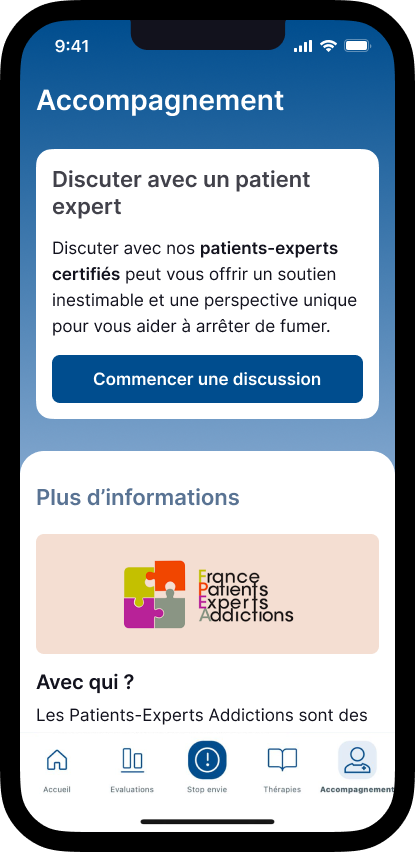 9:41
Accompagnement
Discuter avec un patient
expert
Discuter avec nos patients-experts
certifiés peut vous offrir un soutien
inestimable et une perspective unique
pour vous aider à arrêter de fumer.
Commencer une discussion
Plus d’informations
France
Patients
Experts
Addictions
Avec qui ?
Les Patients-Experts Addictions sont des
Accueil
Evaluations
Stop envie
Thérapies
Accompagnement